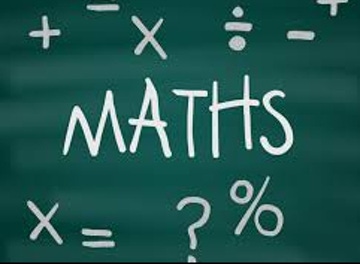 + − × ÷ − +
MATHS
× = ? %